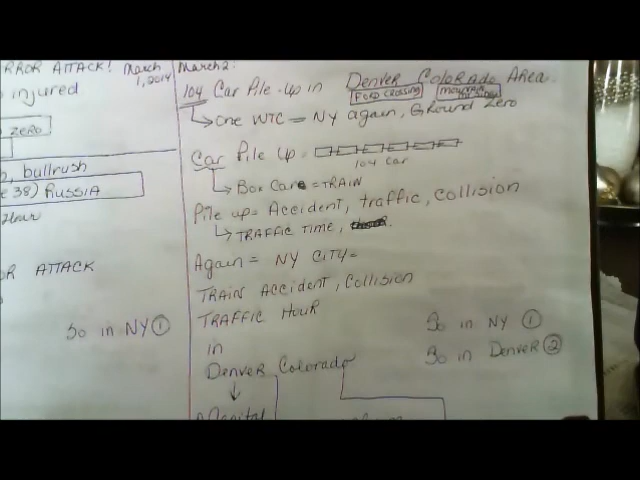 RROR ATTACK! March
1, 2014
injured
ZERO
, bullrush
e 38) RUSSIA
Hour
OR ATTACK
So in NY ①
March 2:
104 Car Pile-up in Denver Colorado Area.
FORD CROSSING
→ One WTC = NY again, Ground Zero
Car Pile Up =
104 car
→ Box Car = TRAIN
Pile up = Accident, traffic, collision
→ TRAFFIC TIME,
Again = NY CITY =
TRAIN ACCIDENT, Collision
TRAFFIC HOUR
in
Denver Colorado
So in NY ①
So in Denver ②
Capital